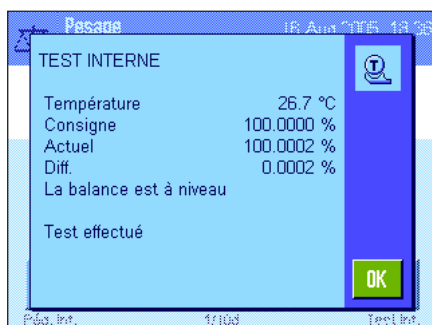 Pesage
TEST INTERNE
Température 26.7 °C
Consigne 100.0000 %
Actuel 100.0002 %
Diff. 0.0002 %
La balance est à niveau
Test effectué
OK